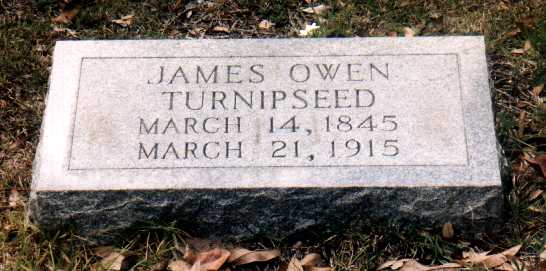 JAMES OWEN
TURNIPSEED
MARCH 14, 1845
MARCH 21, 1915